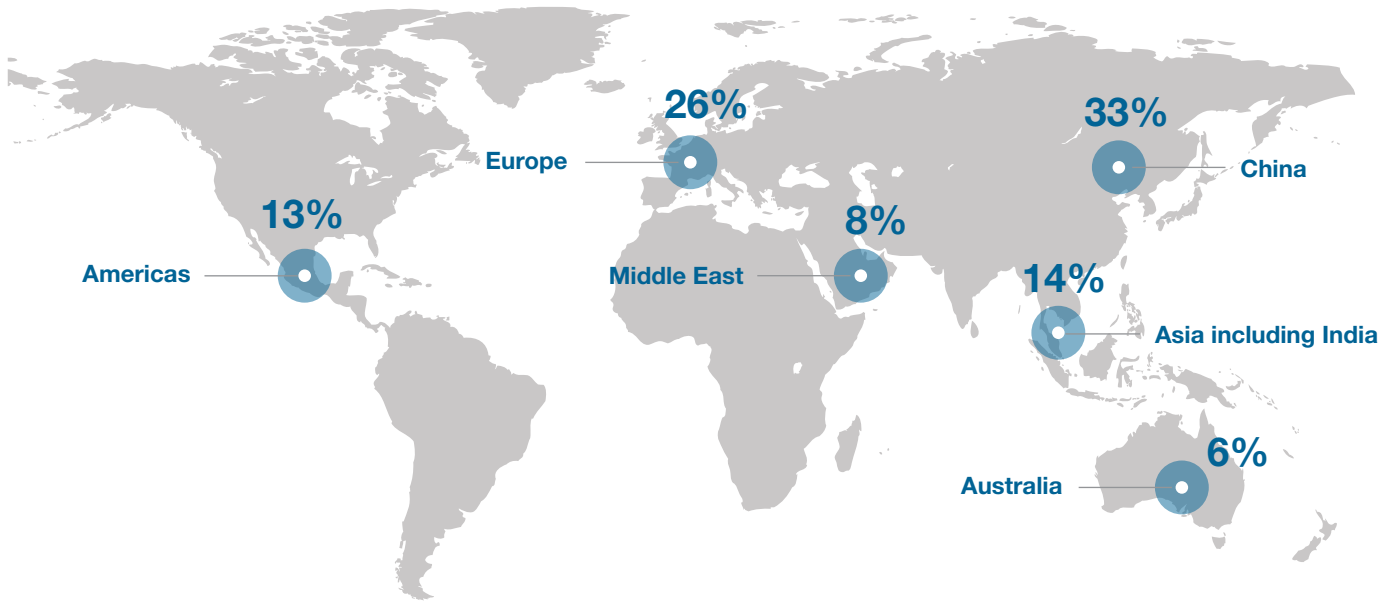 26%
Europe
33%
China
13%
Americas
8%
Middle East
14%
Asia including India
6%
Australia